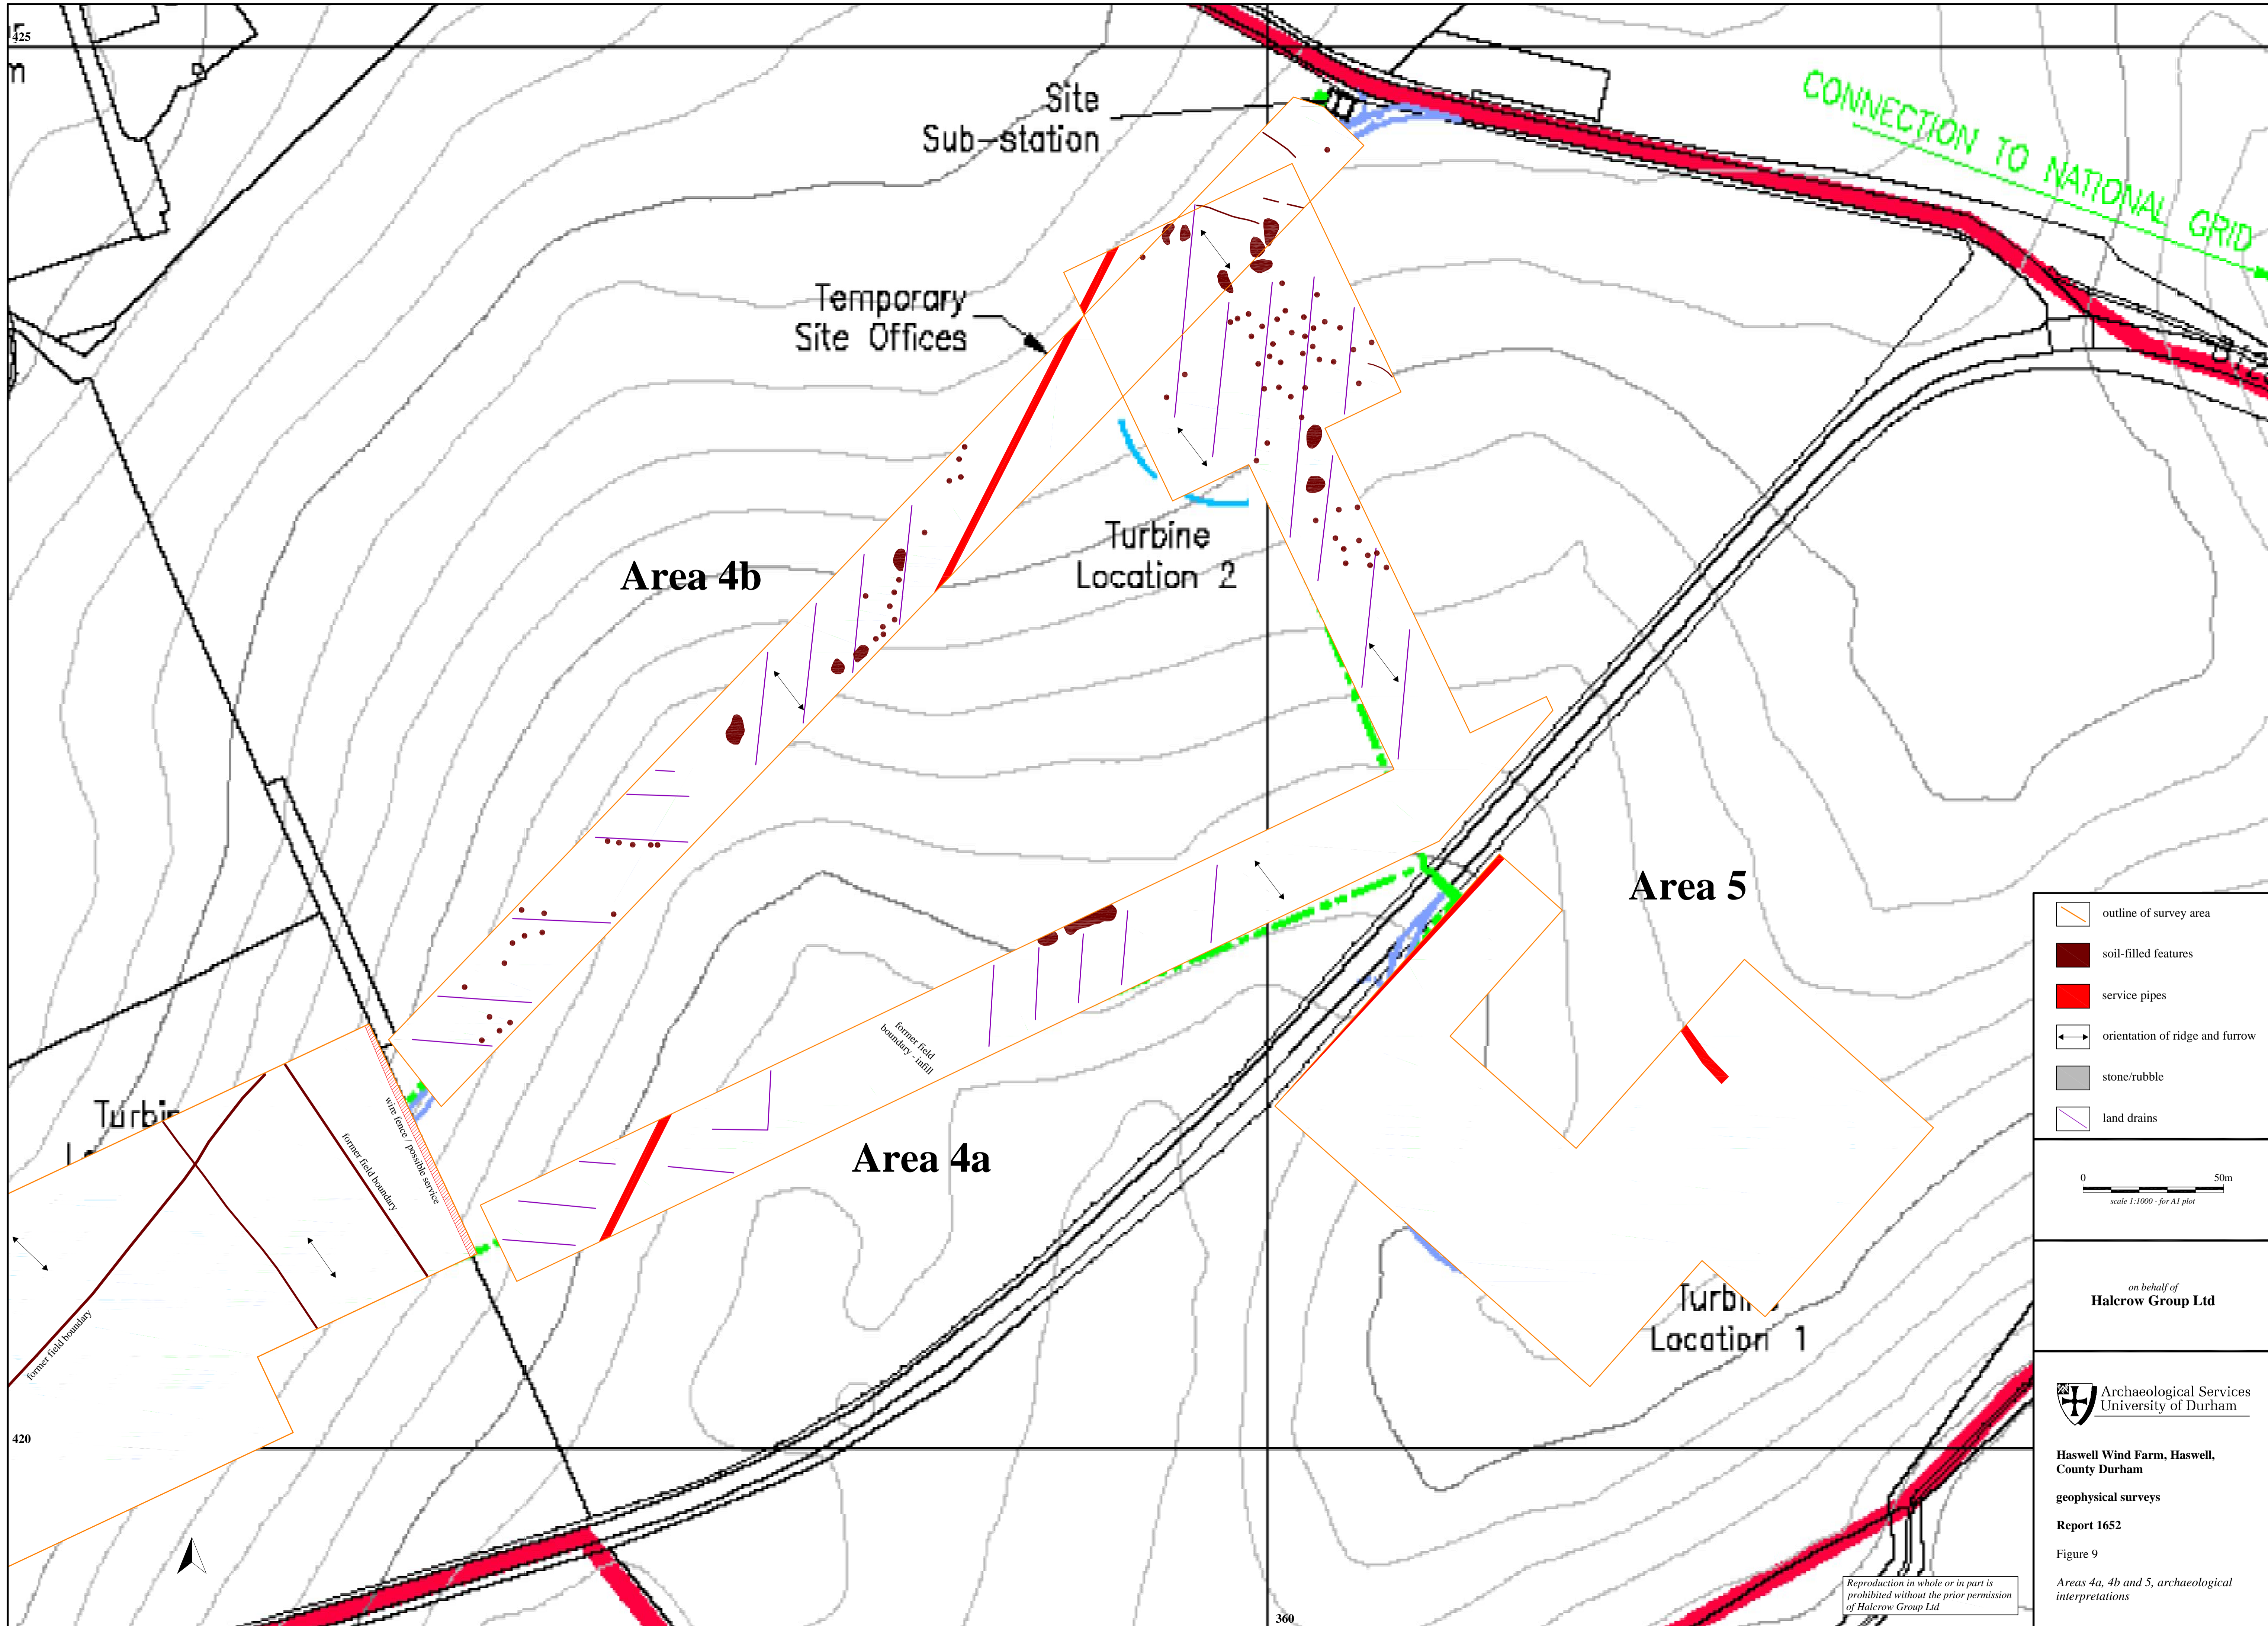 425
m
Site
Sub-station
CONNECTION TO NATIONAL GRID
Temporary
Site Offices
Area 4b
Turbine
Location 2
Area 5
former field
boundary - infill
Area 4a
wire fence / possible service
former field boundary
former field boundary
Turbin
L
Turbin
Location 1
420
360
outline of survey area
soil-filled features
service pipes
orientation of ridge and furrow
stone/rubble
land drains
0 50m
scale 1:1000 - for A1 plot
on behalf of
Halcrow Group Ltd
Archaeological Services
University of Durham
Haswell Wind Farm, Haswell,
County Durham
geophysical surveys
Report 1652
Figure 9
Areas 4a, 4b and 5, archaeological
interpretations
Reproduction in whole or in part is
prohibited without the prior permission
of Halcrow Group Ltd